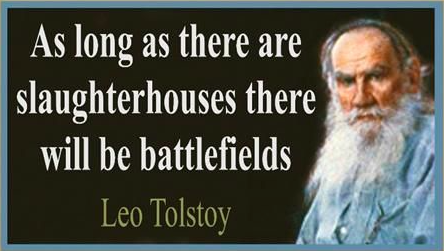 As long as there are
slaughterhouses there
will be battlefields
Leo Tolstoy